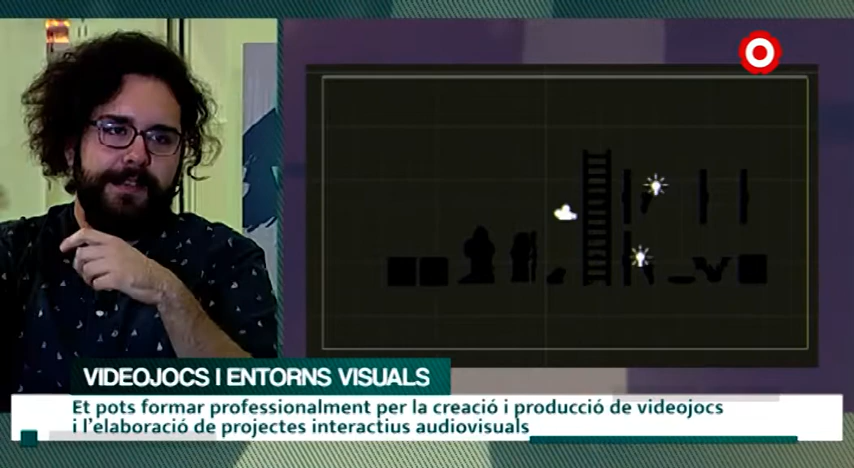 VIDEOJOCS I ENTORNS VISUALS
Et pots formar professionalment per la creació i producció de videojocs
i l'elaboració de projectes interactius audiovisuals